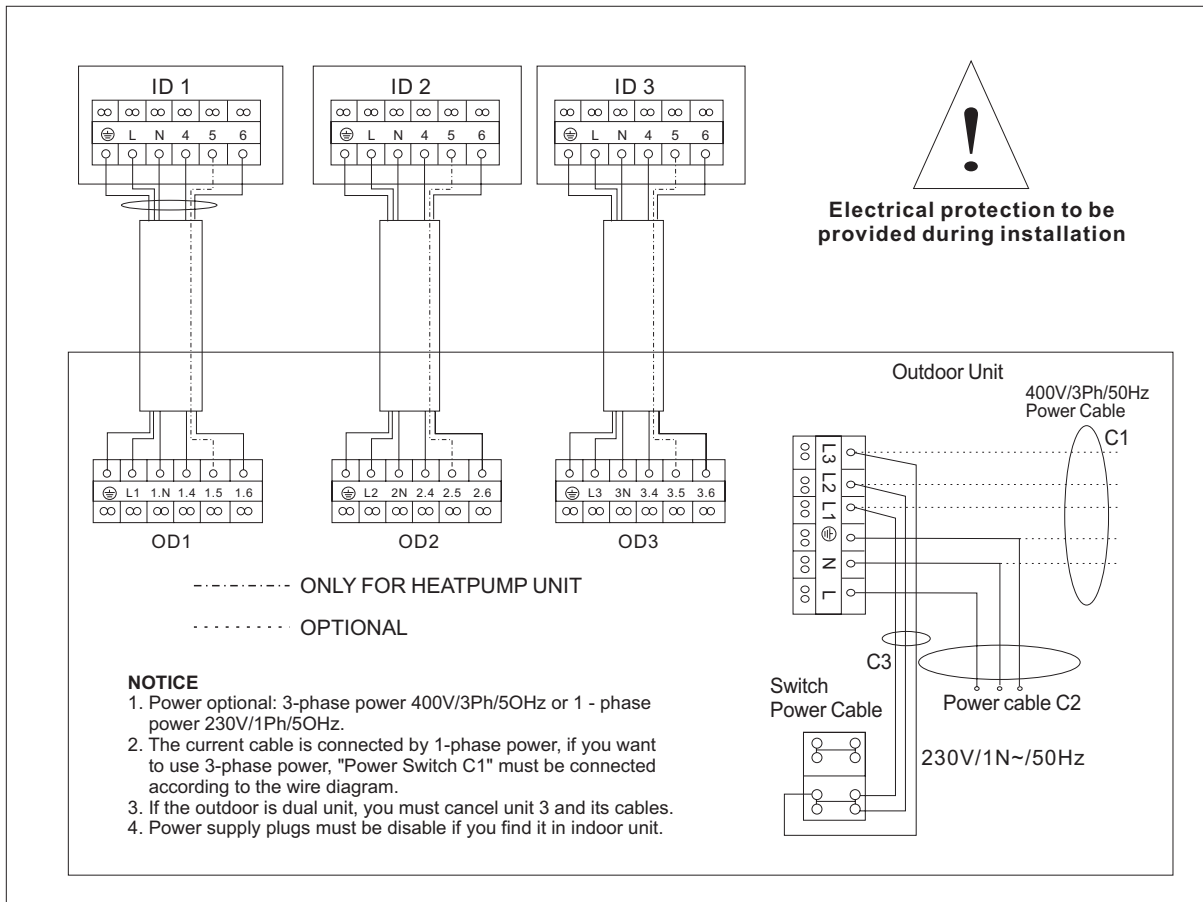 ID 1
⏚ L N 4 5 6
ID 2
⏚ L N 4 5 6
ID 3
⏚ L N 4 5 6
!
Electrical protection to be
provided during installation
⏚ L1 1.N 1.4 1.5 1.6
OD1
⏚ L2 2N 2.4 2.5 2.6
OD2
⏚ L3 3N 3.4 3.5 3.6
OD3
ONLY FOR HEATPUMP UNIT
OPTIONAL
NOTICE
1. Power optional: 3-phase power 400V/3Ph/5OHz or 1 - phase
power 230V/1Ph/5OHz.
2. The current cable is connected by 1-phase power, if you want
to use 3-phase power, "Power Switch C1" must be connected
according to the wire diagram.
3. If the outdoor is dual unit, you must cancel unit 3 and its cables.
4. Power supply plugs must be disable if you find it in indoor unit.
Outdoor Unit
400V/3Ph/50Hz
Power Cable
C1
L3
L2
L1
⏚
N
L
C3
Switch
Power Cable
Power cable C2
230V/1N~/50Hz